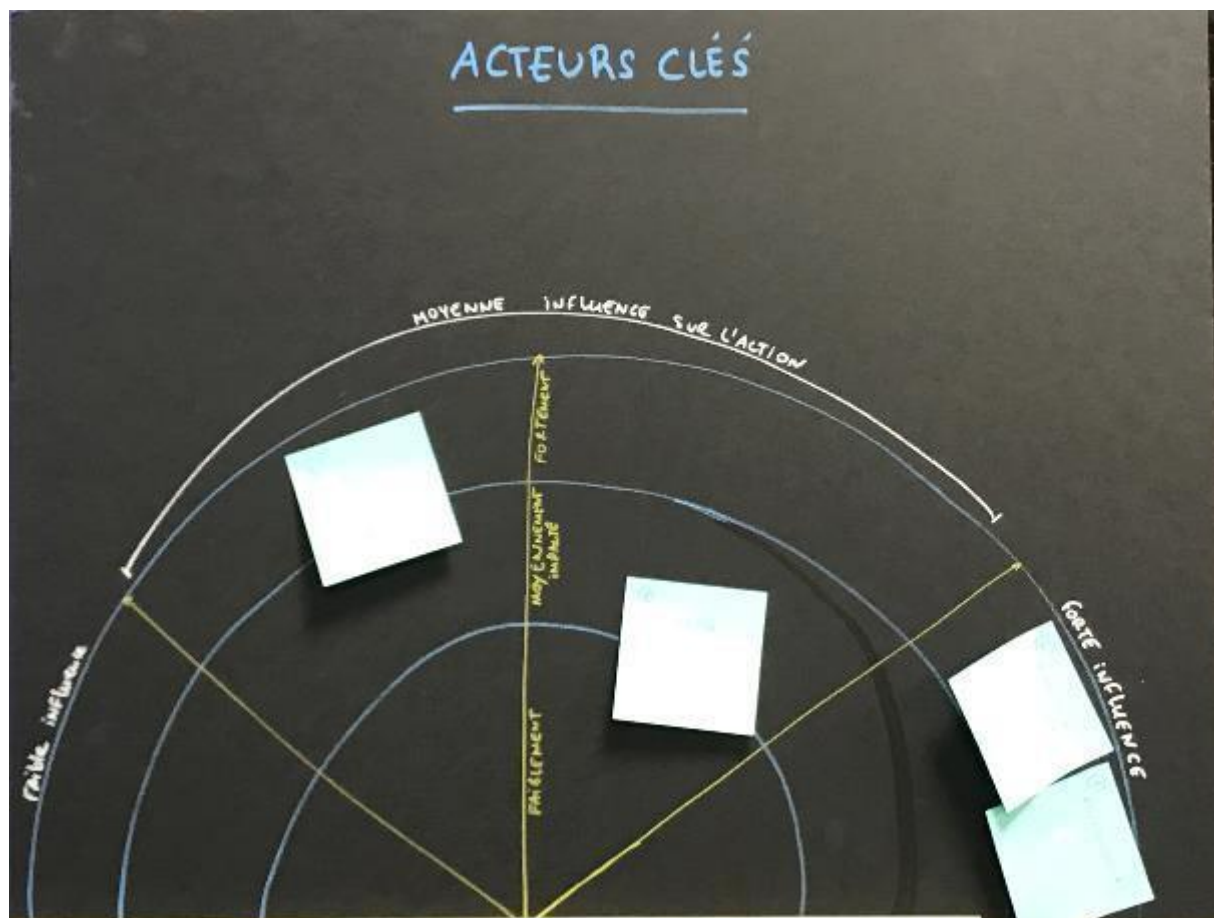 ACTEURS CLÉS
MOYENNE INFLUENCE SUR L'ACTION
FORTEMENT
MOYENNEMENT
IMPACTÉ
FAIBLEMENT
FAIBLE INFLUENCE
FORTE INFLUENCE